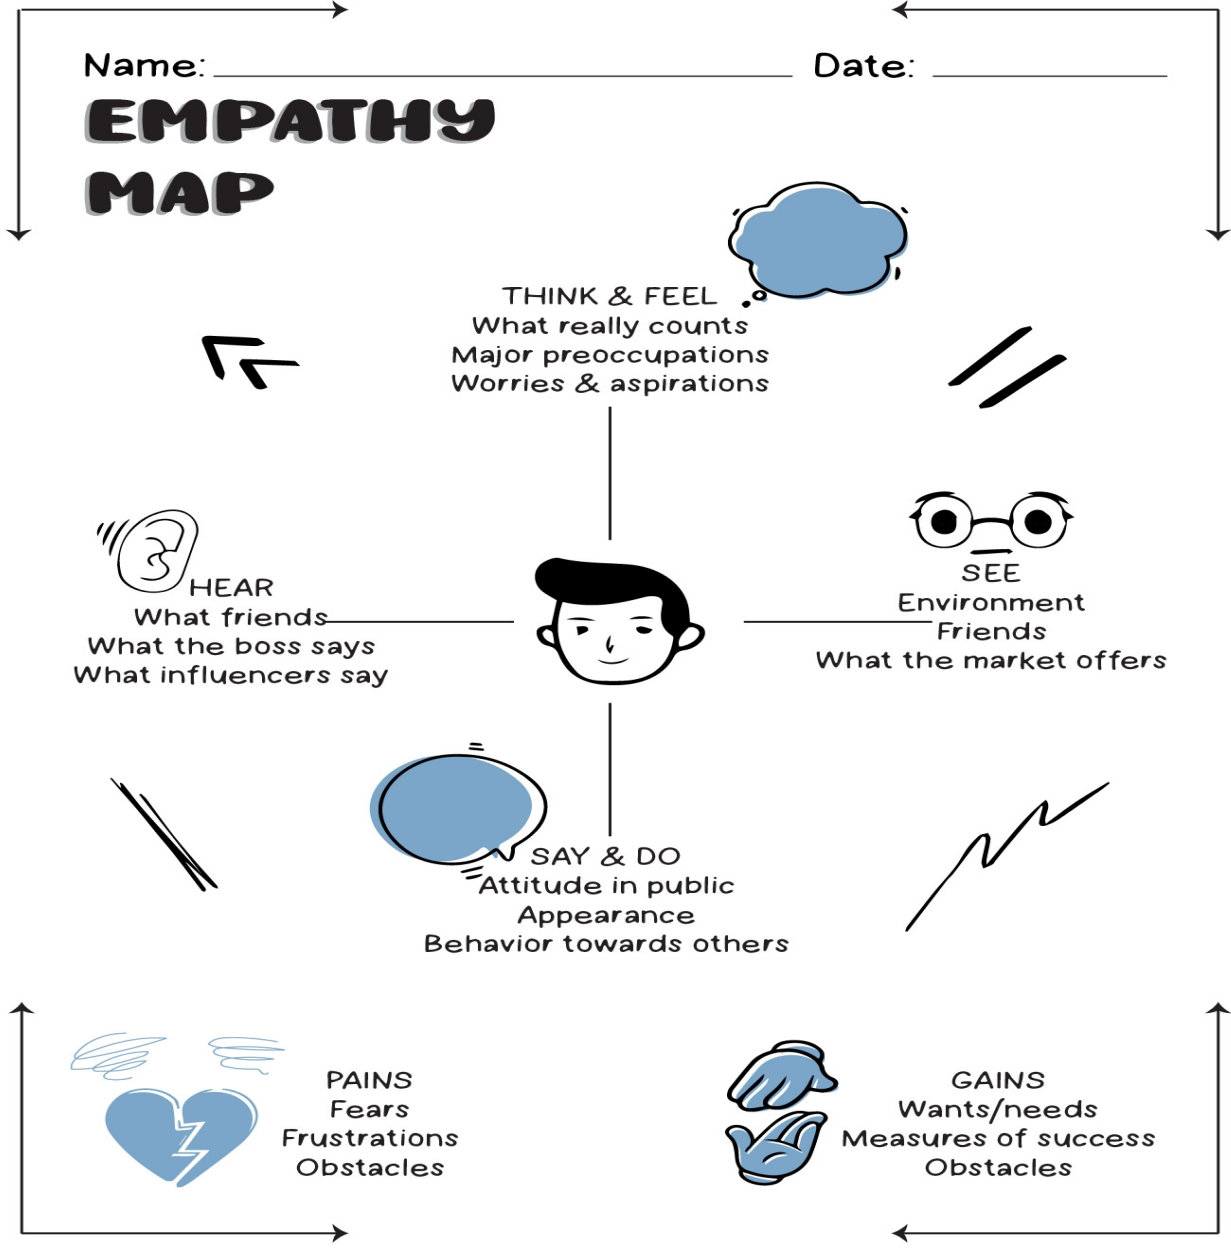 Name:
Date:
EMPATHY
MAP
THINK & FEEL
What really counts
Major preoccupations
Worries & aspirations
HEAR
What friends
What the boss says
What influencers say
SEE
Environment
Friends
What the market offers
SAY & DO
Attitude in public
Appearance
Behavior towards others
PAINS
Fears
Frustrations
Obstacles
GAINS
Wants/needs
Measures of success
Obstacles